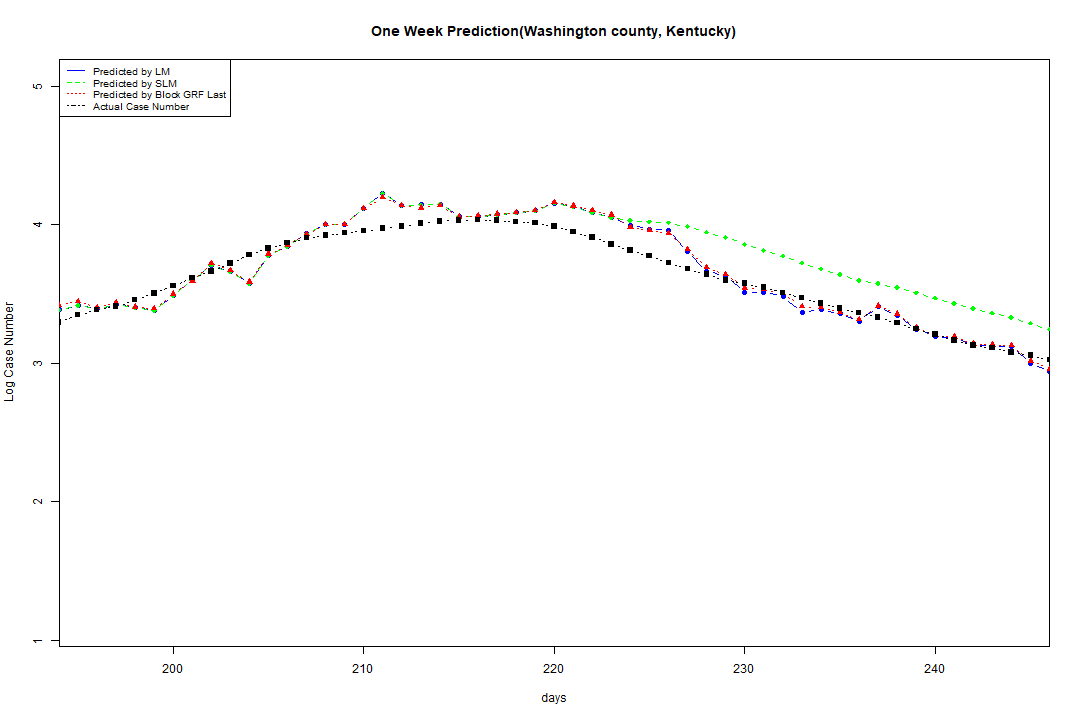 One Week Prediction(Washington county, Kentucky)
Predicted by LM
Predicted by SLM
Predicted by Block GRF Last
Actual Case Number
5
4
3
2
1
Log Case Number
200
210
220
230
240
days